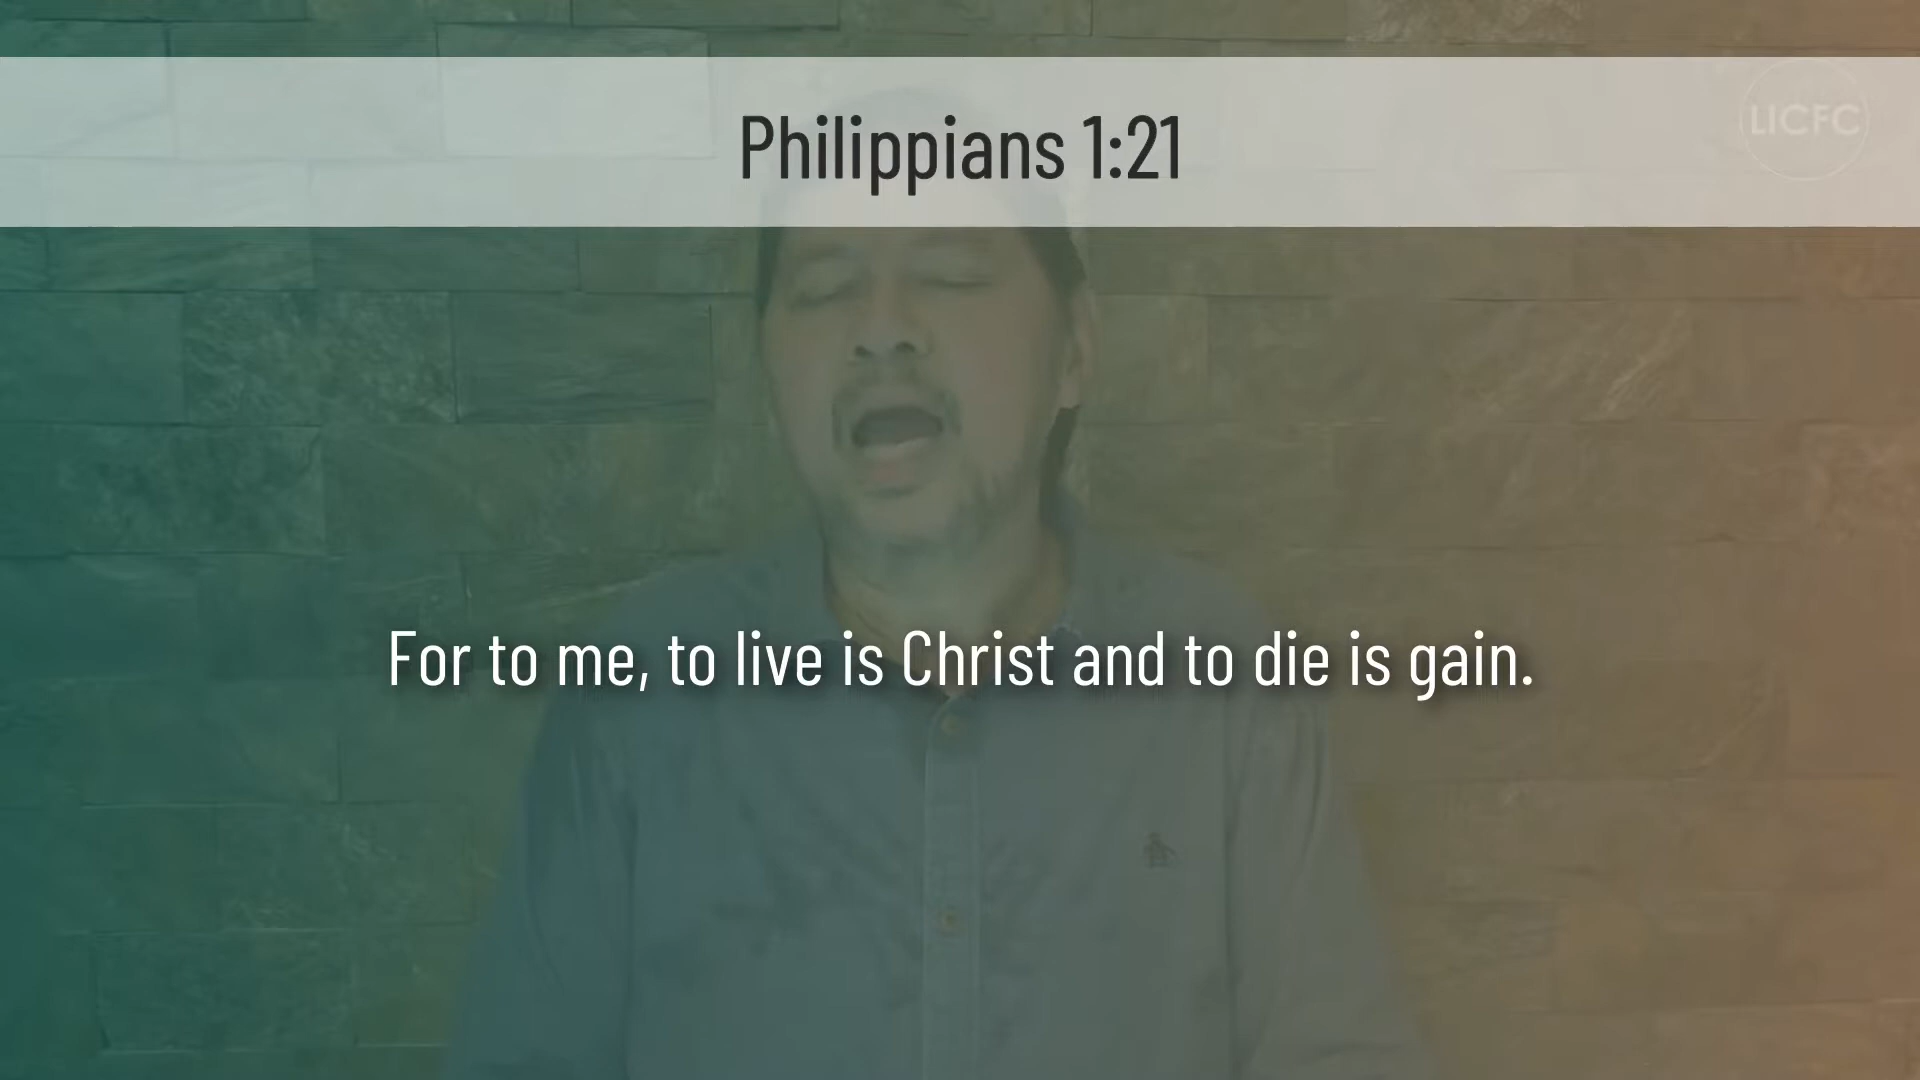 LICFC
Philippians 1:21
For to me, to live is Christ and to die is gain.